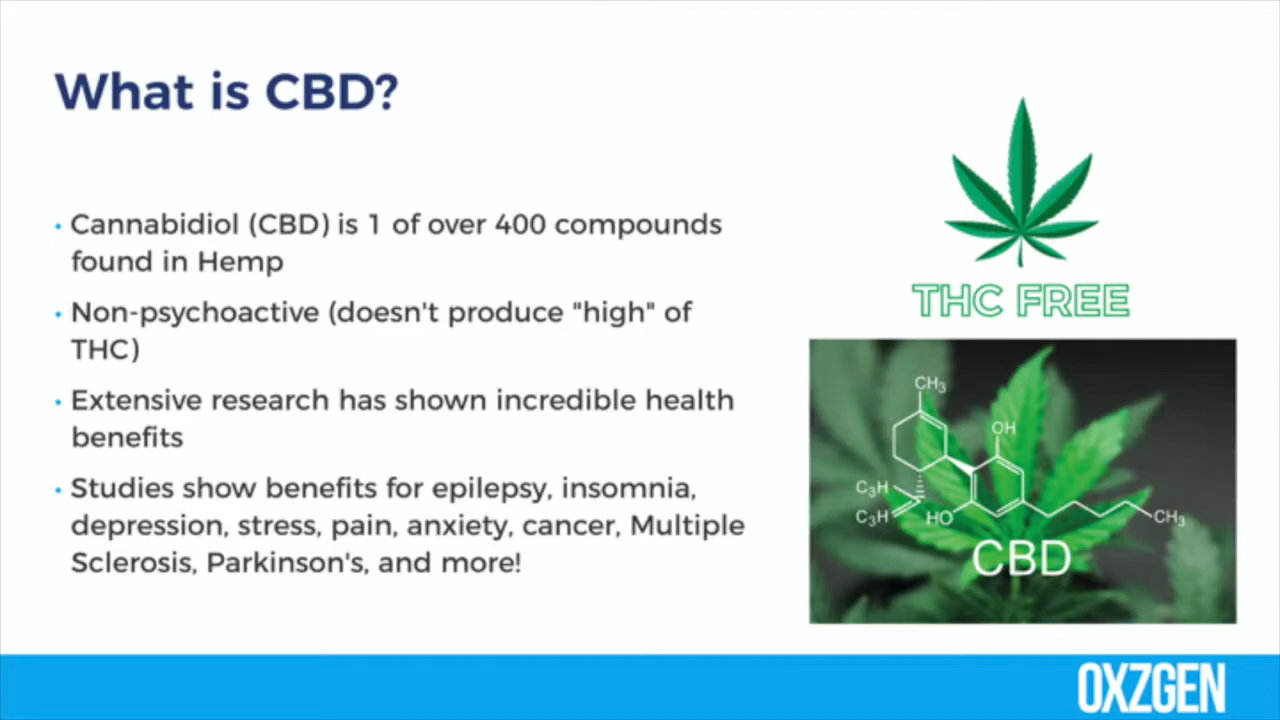 What is CBD?
• Cannabidiol (CBD) is 1 of over 400 compounds
found in Hemp
• Non-psychoactive (doesn't produce "high" of
THC)
• Extensive research has shown incredible health
benefits
• Studies show benefits for epilepsy, insomnia,
depression, stress, pain, anxiety, cancer, Multiple
Sclerosis, Parkinson's, and more!
THC FREE
CH3
OH
C3H
C3H
HO
CH3
CBD
OXZGEN